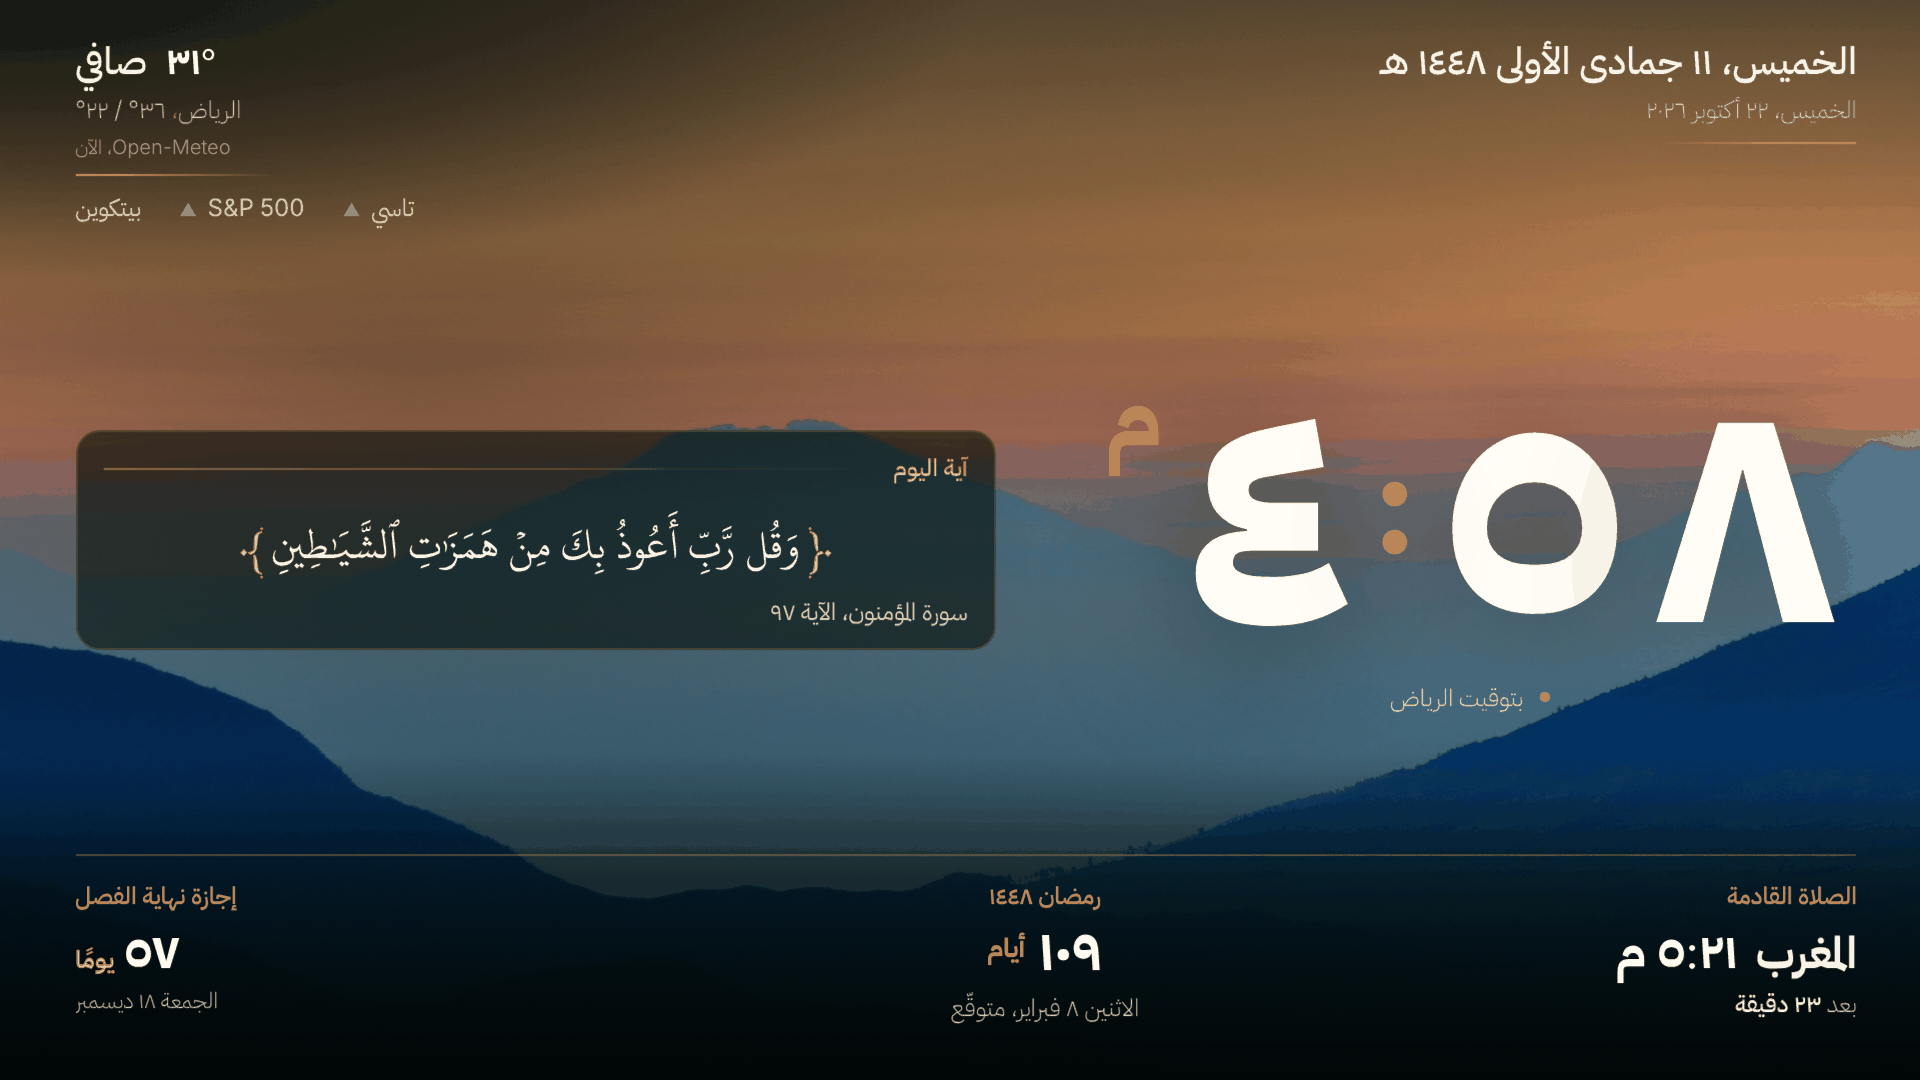 الخميس، ١١ جمادى الأولى ١٤٤٨ هـ
الخميس، ٢٢ أكتوبر ٢٠٢٦
٣١° صافي
الرياض، ٣٦° / ٢٢°
Open-Meteo، الآن
تاسي ▲ S&P 500 ▲ بيتكوين
٤:٥٨ م
بتوقيت الرياض
آية اليوم
﴿وَقُل رَّبِّ أَعُوذُ بِكَ مِنْ هَمَزَٰتِ ٱلشَّيَـٰطِينِ﴾
سورة المؤمنون، الآية ٩٧
الصلاة القادمة
المغرب ٥:٢١ م
بعد ٢٣ دقيقة
رمضان ١٤٤٨
١٠٩ أيام
الاثنين ٨ فبراير، متوقّع
إجازة نهاية الفصل
٥٧ يومًا
الجمعة ١٨ ديسمبر